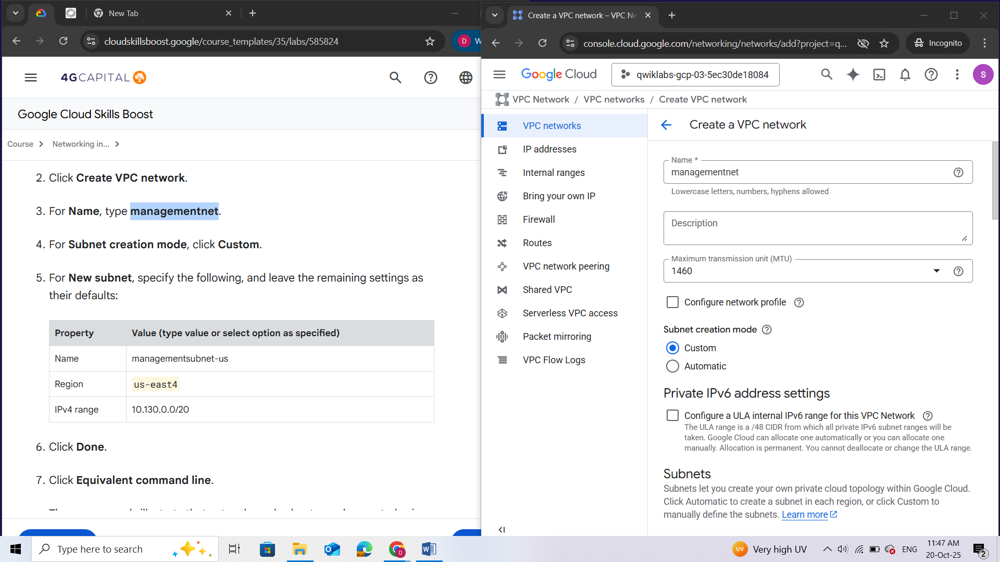 New Tab
cloudskillsboost.google/course_templates/35/labs/585824
D W
4GCAPITAL
Google Cloud Skills Boost
Course
Networking in...
2. Click Create VPC network.
3. For Name, type managementnet.
4. For Subnet creation mode, click Custom.
5. For New subnet, specify the following, and leave the remaining settings as
their defaults:
Property Value (type value or select option as specified)
Name managementsubnet-us
Region us-east4
IPv4 range 10.130.0.0/20
6. Click Done.
7. Click Equivalent command line.
Create a VPC network – VPC Ne
console.cloud.google.com/networking/networks/add?project=q...
Incognito
Google Cloud
qwiklabs-gcp-03-5ec30de18084
S
VPC Network / VPC networks / Create VPC network
VPC networks
IP addresses
Internal ranges
Bring your own IP
Firewall
Routes
VPC network peering
Shared VPC
Serverless VPC access
Packet mirroring
VPC Flow Logs
Create a VPC network
Name *
managementnet
Lowercase letters, numbers, hyphens allowed
Description
Maximum transmission unit (MTU)
1460
Configure network profile
Subnet creation mode
Custom
Automatic
Private IPv6 address settings
Configure a ULA internal IPv6 range for this VPC Network
The ULA range is a /48 CIDR from which all private IPv6 subnet ranges will be
taken. Google Cloud can allocate one automatically or you can allocate one
manually. Allocation is permanent. You cannot deallocate or change the ULA range.
Subnets
Subnets let you create your own private cloud topology within Google Cloud.
Click Automatic to create a subnet in each region, or click Custom to
manually define the subnets. Learn more
Type here to search
D
UV
Very high UV
ENG
11:47 AM
20-Oct-25
2